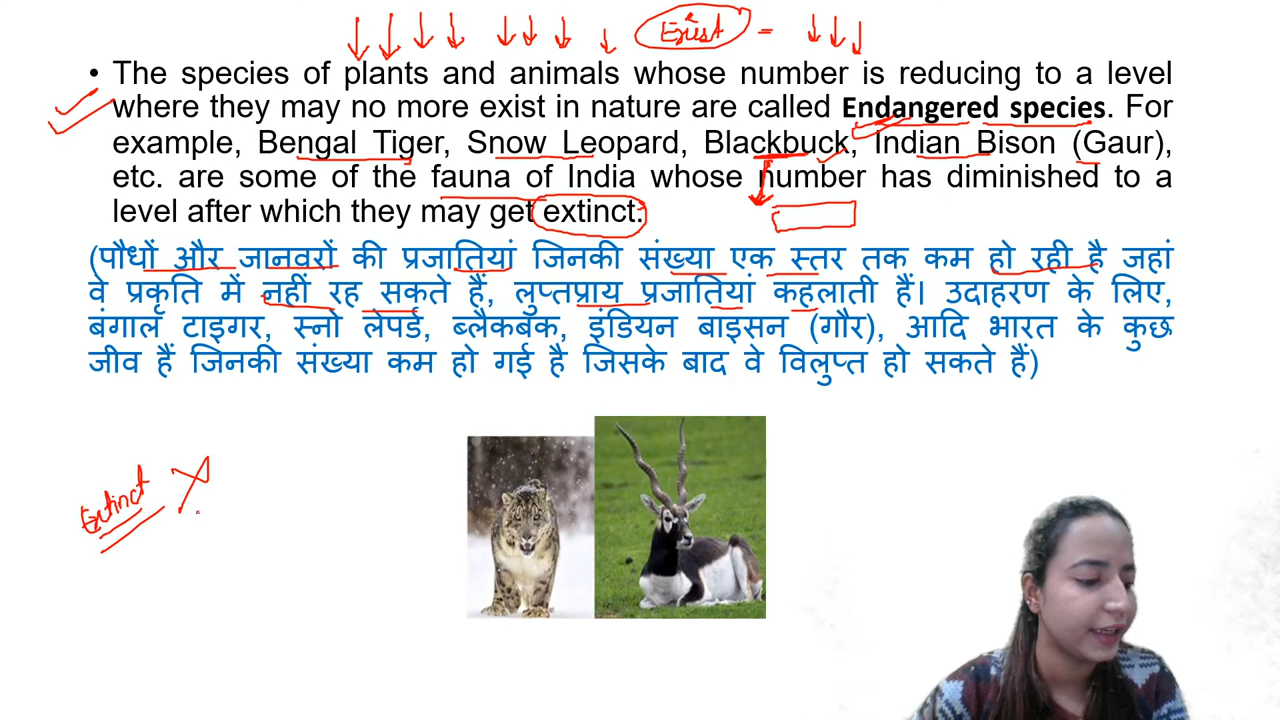 Exist =
• The species of plants and animals whose number is reducing to a level
where they may no more exist in nature are called Endangered species. For
example, Bengal Tiger, Snow Leopard, Blackbuck, Indian Bison (Gaur),
etc. are some of the fauna of India whose number has diminished to a
level after which they may get extinct.
(पौधों और जानवरों की प्रजातियां जिनकी संख्या एक स्तर तक कम हो रही है जहां
वे प्रकृति में नहीं रह सकते हैं, लुप्तप्राय प्रजातियां कहलाती हैं। उदाहरण के लिए,
बंगाल टाइगर, स्नो लेपर्ड, ब्लैकबक, इंडियन बाइसन (गौर), आदि भारत के कुछ
जीव हैं जिनकी संख्या कम हो गई है जिसके बाद वे विलुप्त हो सकते हैं)
Extinct